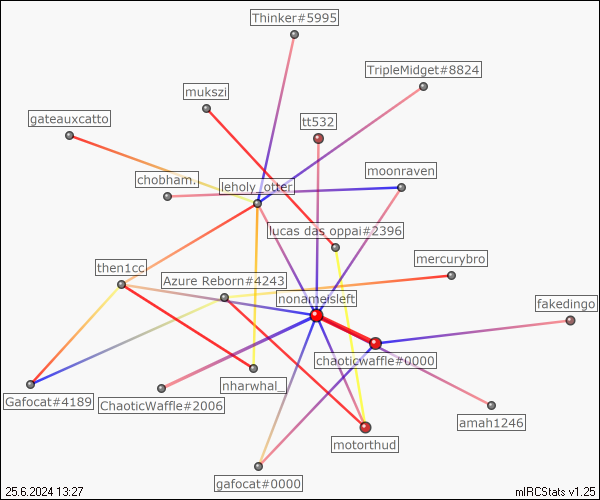 Thinker#5995
TripleMidget#8824
mukszi
gateauxcatto
tt532
moonraven
chobham.
leholy_otter
lucas das oppai#2396
mercurybro
then1cc
Azure Reborn#4243
nonameisleft
fakedingo
chaoticwaffle#0000
nharwhal_
Gafocat#4189
ChaoticWaffle#2006
amah1246
motorthud
gafocat#0000
25.6.2024 13:27
mIRCStats v1.25